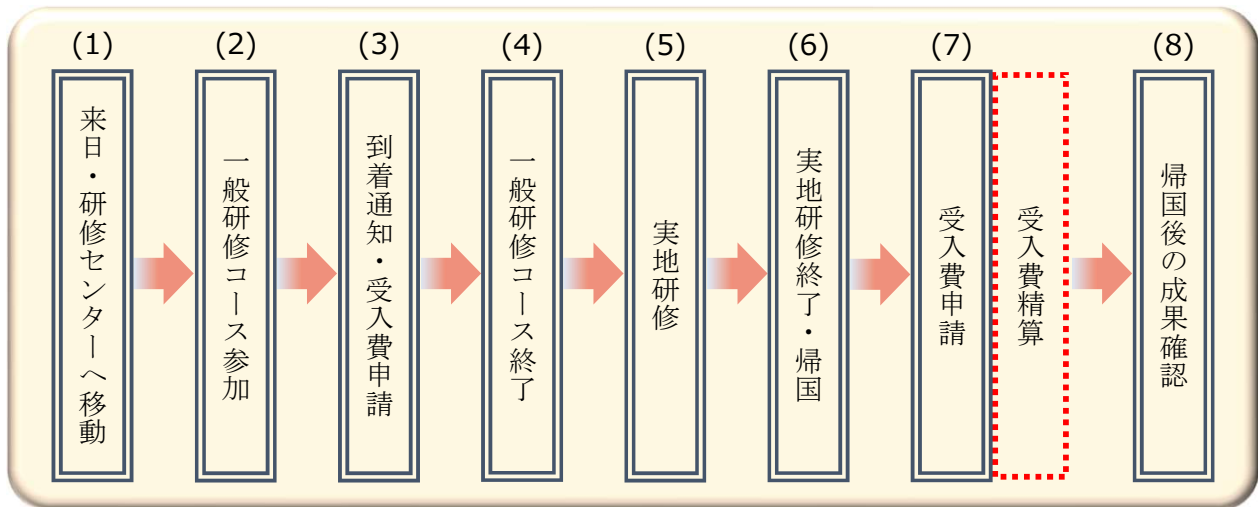 (1)
来日・研修センターへ移動
(2)
一般研修コース参加
(3)
到着通知・受入費申請
(4)
一般研修コース終了
(5)
実地研修
(6)
実地研修終了・帰国
(7)
受入費申請
受入費精算
(8)
帰国後の成果確認